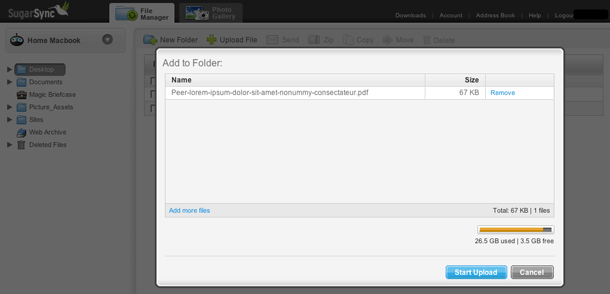 SugarSync
File Manager
Photo Gallery
Downloads | Account | Address Book | Help | Logou
Home Macbook
New Folder Upload File Send Zip Copy Move Delete
Desktop
Documents
Magic Briefcase
Picture_Assets
Sites
Web Archive
Deleted Files
Add to Folder:
Name Size
Peer-lorem-ipsum-dolor-sit-amet-nonummy-consectateur.pdf 67 KB Remove
Add more files Total: 67 KB | 1 files
26.5 GB used | 3.5 GB free
Start Upload Cancel